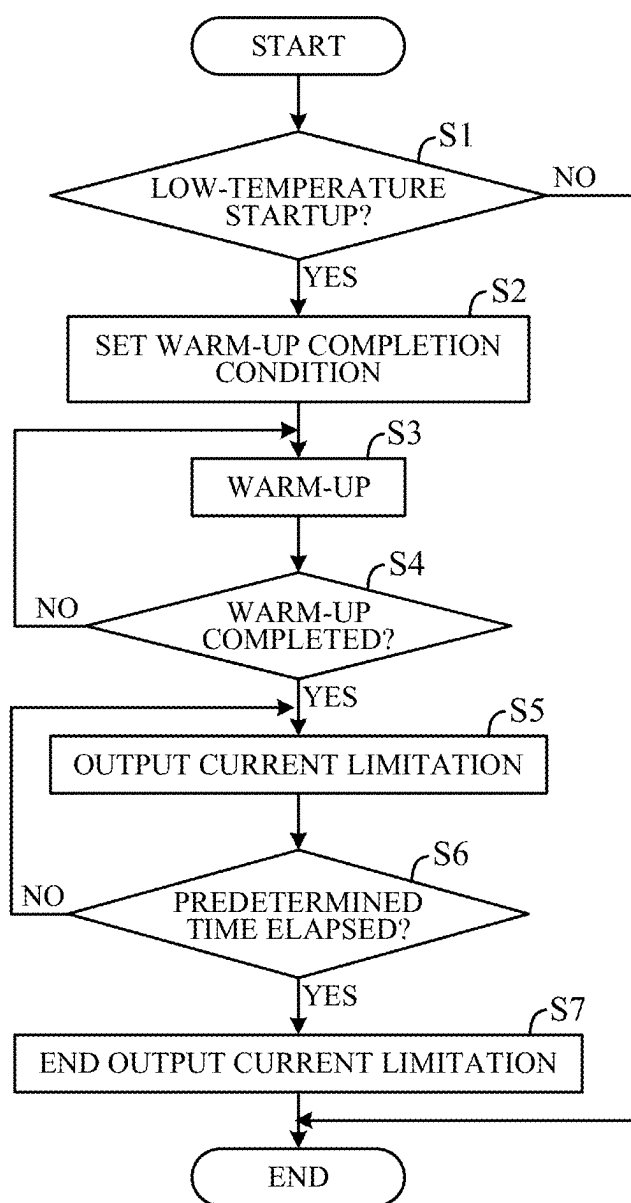 START
S1
LOW-TEMPERATURE
STARTUP?
NO
YES
S2
SET WARM-UP COMPLETION
CONDITION
S3
WARM-UP
S4
NO
WARM-UP
COMPLETED?
YES
S5
OUTPUT CURRENT LIMITATION
S6
NO
PREDETERMINED
TIME ELAPSED?
YES
S7
END OUTPUT CURRENT LIMITATION
END